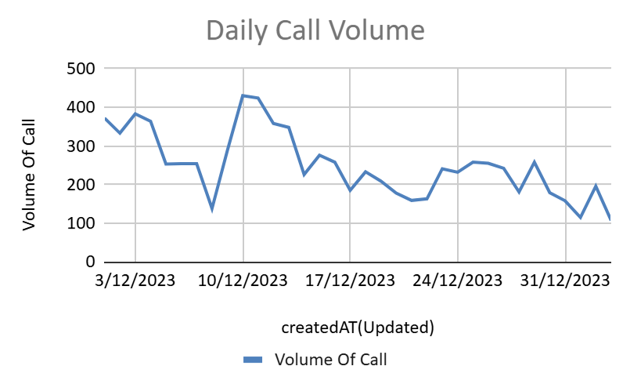 Daily Call Volume
Volume Of Call
500
400
300
200
100
0
3/12/2023 10/12/2023 17/12/2023 24/12/2023 31/12/2023
createdAT(Updated)
Volume Of Call